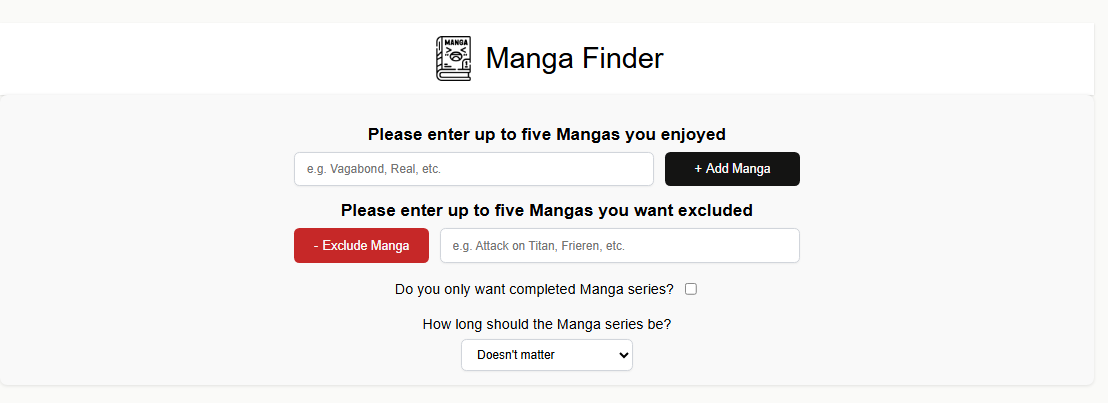 MANGA
Manga Finder
Please enter up to five Mangas you enjoyed
e.g. Vagabond, Real, etc.
+ Add Manga
Please enter up to five Mangas you want excluded
- Exclude Manga
e.g. Attack on Titan, Frieren, etc.
Do you only want completed Manga series?
How long should the Manga series be?
Doesn't matter